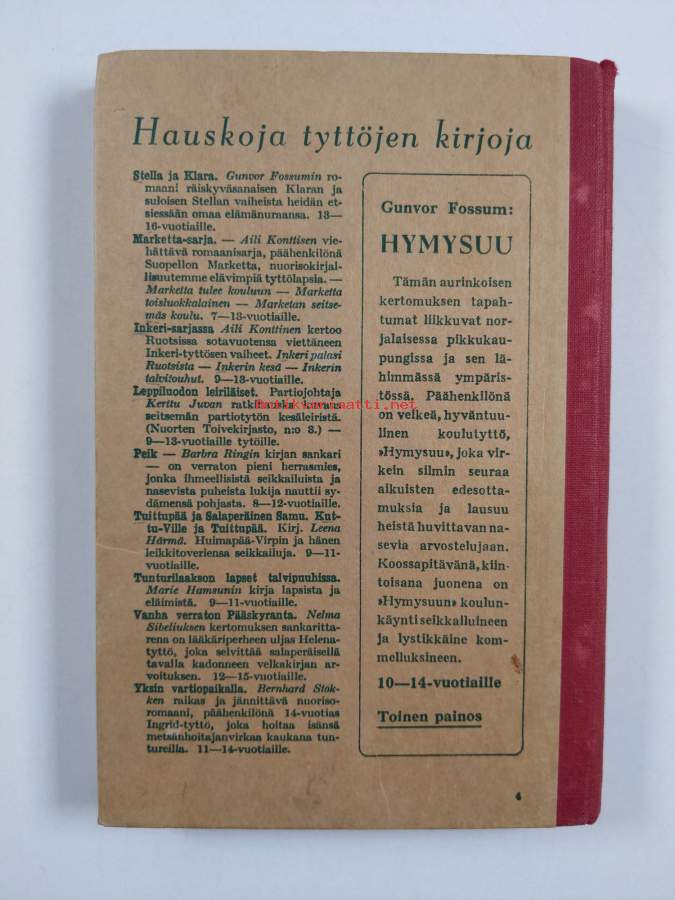 Hauskoja tyttöjen kirjoja
Stella ja Klara. Gunvor Fossumin ro-
maani räiskyväsanaisen Klaran ja
suloisen Stellan vaiheista heidän et-
siessään omaa elämänuraansa. 13—
16-vuotiaille.
Marketta-sarja. — Aili Konttisen vie-
hättävä romaanisarja, päähenkilönä
Suopellon Marketta, nuorisokirjal-
lisuutemme elävimpiä tyttölapsia. —
Marketta tulee kouluun — Marketta
toisluokkalainen — Marketan seitse-
mäs koulu. 7—13-vuotiaille.
Inkeri-sarjassa Aili Konttinen kertoo
Ruotsissa sotavuotensa viettäneen
Inkeri-tyttösen vaiheet. Inkeri palasi
Ruotsista — Inkerin kesä — Inkerin
talvitouhut. 9—13-vuotiaille.
Leppiluodon leiriläiset. Partiojohtaja
Kerttu Juvan
seitsemän partiotytön kesäleiristä.
(Nuorten Toivekirjasto, n:o 3.) —
9—13-vuotiaille tytöille.
Peik — Barbra Ringin kirjan sankari
— on verraton pieni herrasmies,
jonka ihmeellisistä seikkailuista ja
nasevista puheista lukija nauttii sy-
dämensä pohjasta. 8—12-vuotiaille.
Tuittupää ja Salaperäinen Samu. Kut-
tu-Ville ja Tuittupää. Kirj. Leena
Härmä. Huimapää-Virpin ja hänen
leikkitoveriensa seikkailuja. 9—11-
vuotiaille.
Tunturilaakson lapset talvipuuhissa.
Marie Hamsunin kirja lapsista ja
eläimistä. 9—11-vuotiaille.
Vanha verraton Pääskyranta. Nelma
Sibeliuksen kertomuksen sankaritta-
rena on lääkäriperheen uljas Helena-
tyttö, joka selvittää salaperäisellä
tavalla kadonneen velkakirjan ar-
voituksen. 12—15-vuotiaille.
Yksin vartiopaikalla. Bernhard Stok-
ken raikas ja jännittävä nuoriso-
romaani, päähenkilönä 14-vuotias
Ingrid-tyttö, joka hoitaa isänsä
metsänhoitajanvirkaa kaukana tun-
tureilla. 11—14-vuotiaille.
Gunvor Fossum:
HYMYSUU
Tämän aurinkoisen
kertomuksen tapah-
tumat liikkuvat nor-
jalaisessa pikkukau-
pungissa ja sen lä-
himmässä ympäris-
tössä. Päähenkilönä
on velkeä, hyväntuu-
linen koulutyttö,
»Hymysuu», joka vir-
kein silmin seuraa
aikuisten edesotta-
muksia ja lausuu
heistä huvittavan na-
sevia arvostelujaan.
Koossapitävänä, kiin-
toisana juonena on
»Hymysuun» koulun-
käynti seikkailuineen
ja lystikkäine kom-
melluksineen.
10—14-vuotiaille
Toinen painos
4
antikvariaatti.net